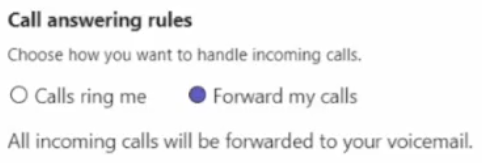 Call answering rules
Choose how you want to handle incoming calls.
Calls ring me Forward my calls
All incoming calls will be forwarded to your voicemail.